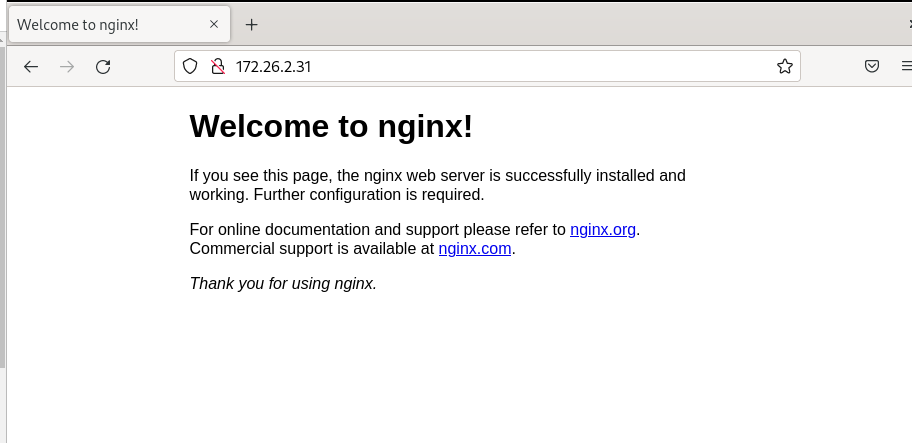 Welcome to nginx!
172.26.2.31
Welcome to nginx!
If you see this page, the nginx web server is successfully installed and
working. Further configuration is required.
For online documentation and support please refer to nginx.org.
Commercial support is available at nginx.com.
Thank you for using nginx.